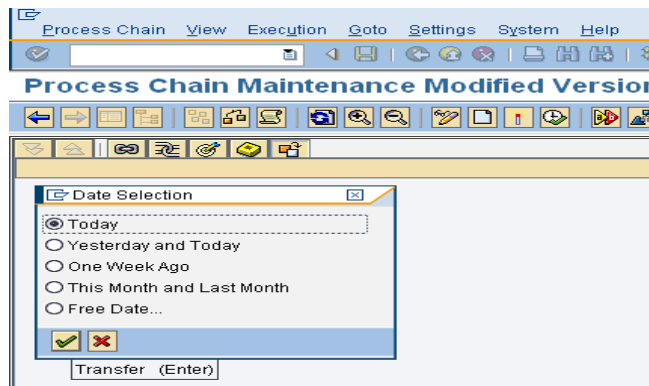 Process Chain View Execution Goto Settings System Help
Process Chain Maintenance Modified Version
Date Selection
Today
Yesterday and Today
One Week Ago
This Month and Last Month
Free Date...
Transfer (Enter)